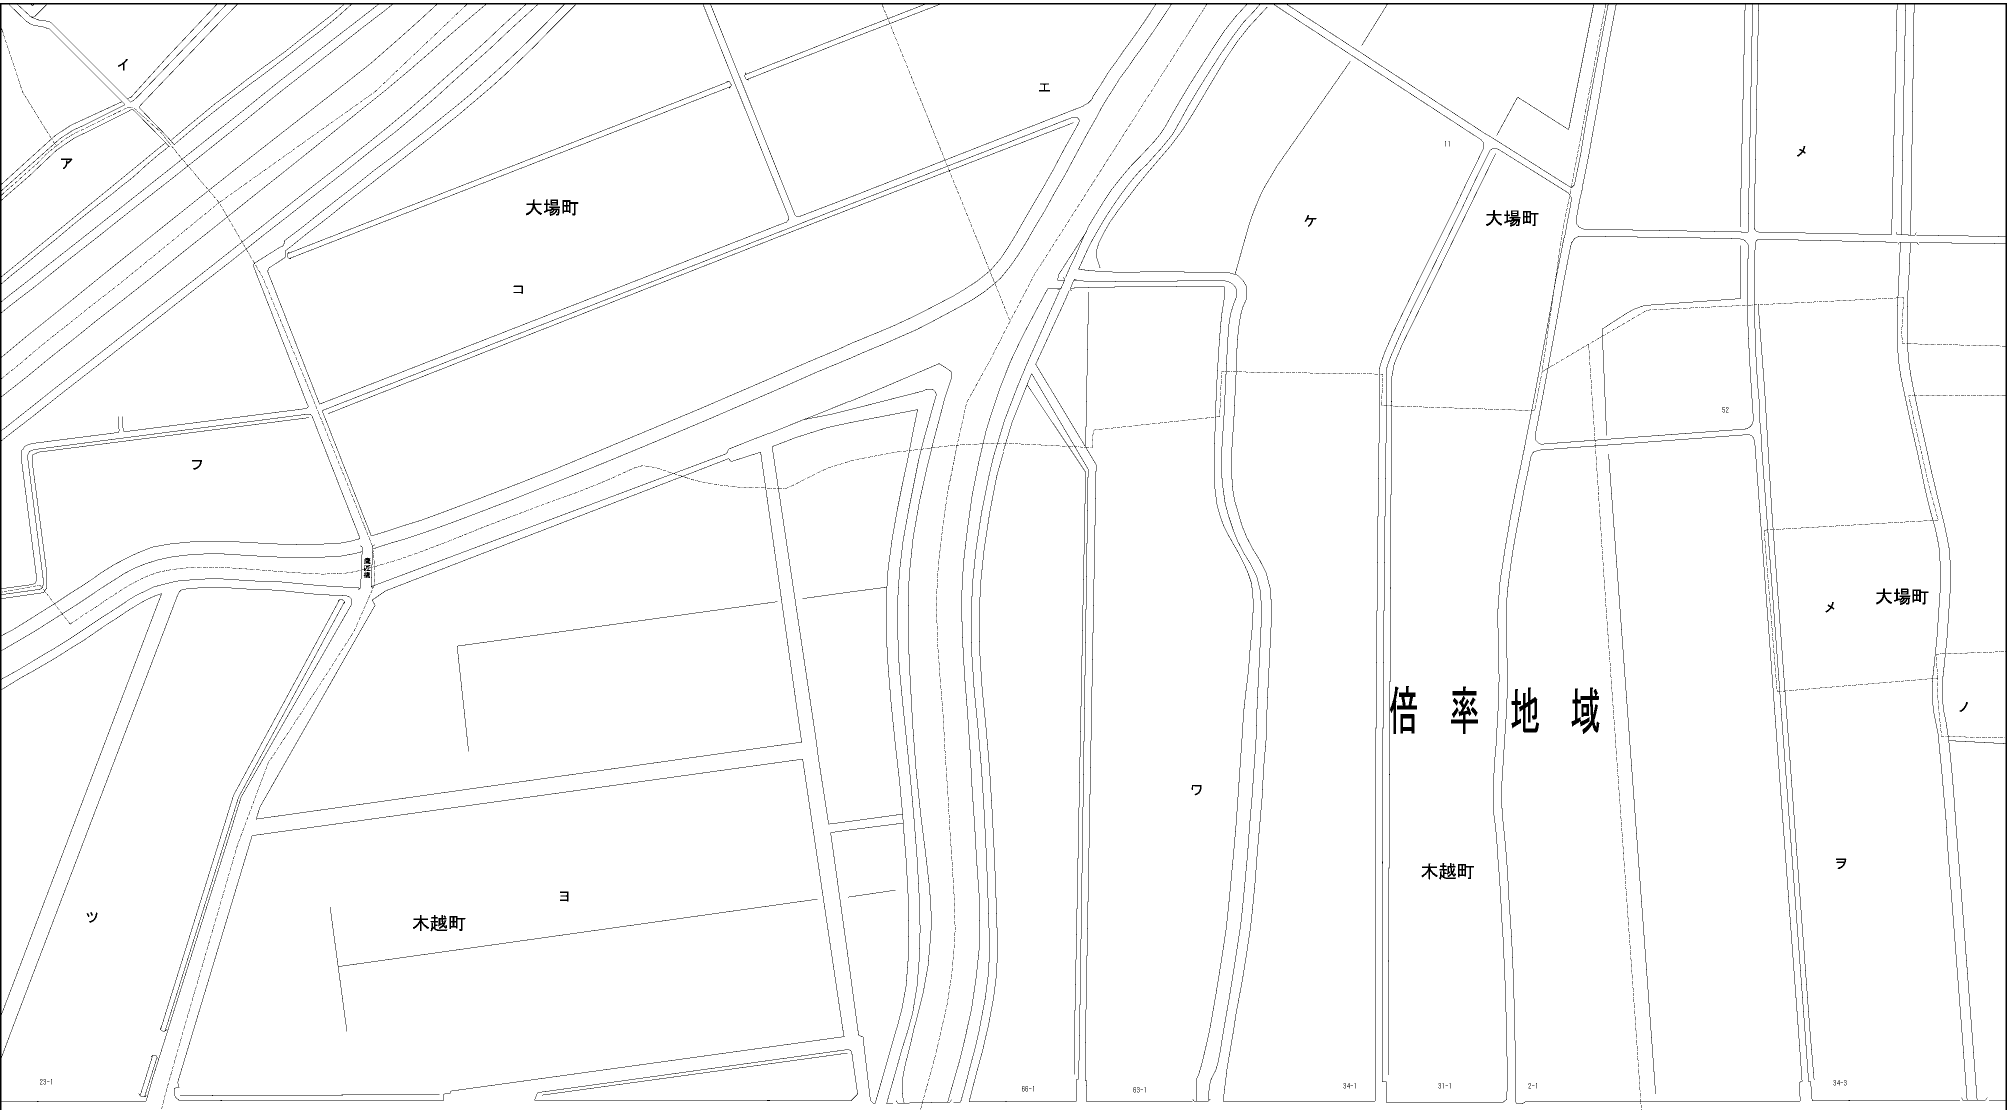 イ
エ
11
メ
ア
大場町
ケ
大場町
コ
52
フ
大場町
メ
倍率地域
ノ
ワ
ヲ
木越町
ヨ
木越町
ツ
23-1
66-1
63-1
34-1
31-1
2-1
34-3